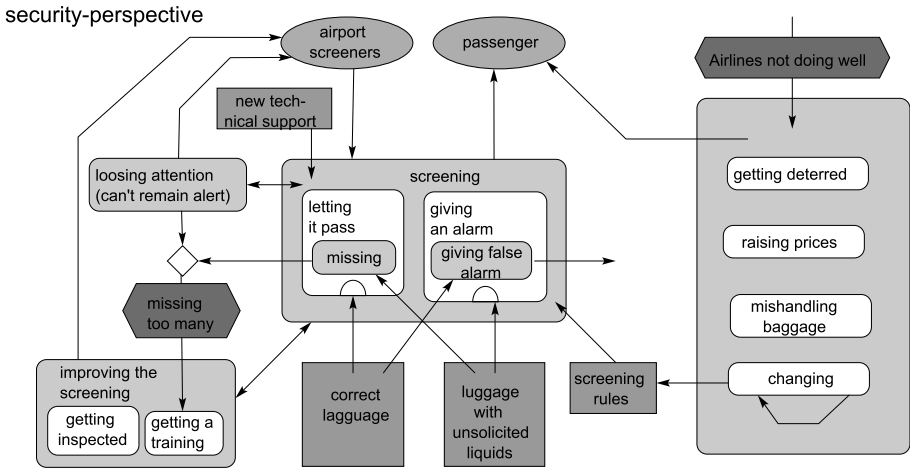 security-perspective
airport
screeners
passenger
Airlines not doing well
new tech-
nical support
loosing attention
(can't remain alert)
screening
letting
it pass
giving
an alarm
missing
giving false
alarm
getting deterred
raising prices
mishandling
baggage
changing
missing
too many
improving the
screening
getting
inspected
getting a
training
correct
lagguage
luggage
with
unsolicited
liquids
screening
rules